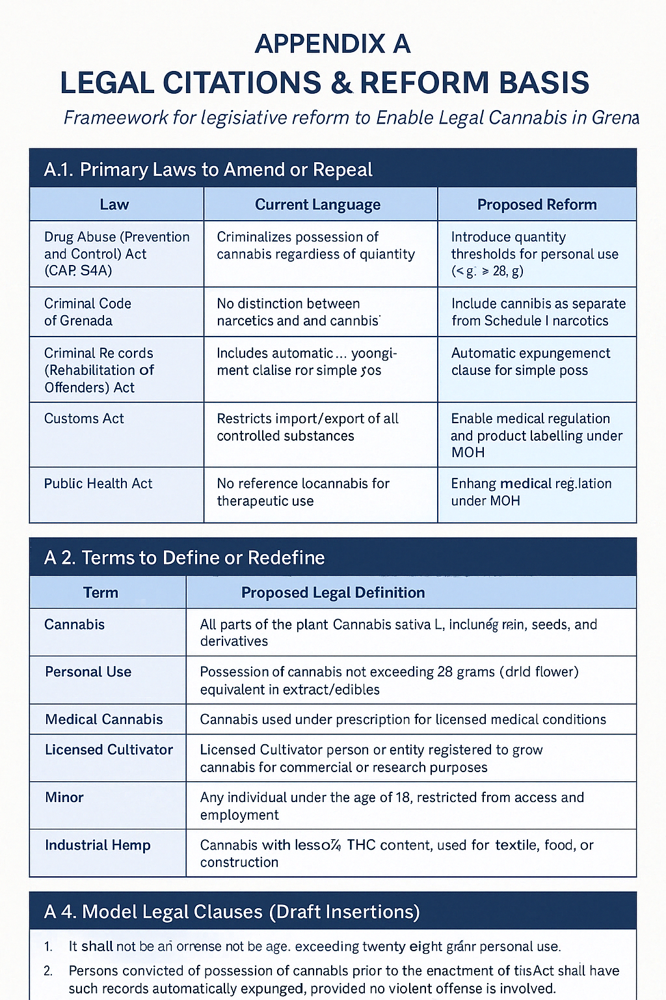 APPENDIX A
LEGAL CITATIONS & REFORM BASIS
Frameework for legisiative reform to Enable Legal Cannabis in Grena
A.1. Primary Laws to Amend or Repeal
Law
Current Language
Proposed Reform
Drug Abuse (Prevention
and Control) Act
(CAP. S4A)
Criminalizes possession of
cannabis regardiess of quiantity
Introduce quantity
thresholds for personal use
(< g: ≥ 28, g)
Criminal Code
of Grenada
No distinction between
narcetics and and cannbis
Include cannibis as separate
from Schedule I narcotics
Criminal Re cords
(Rehabilitation of
Offenders) Act
Includes automatic... yoongi-
ment clalise ror simple
Automatic expungemenct
clause for simple poss
Customs Act
Restricts import/export of all
controlled substances
Enable medical regulation
and product labelling under
MOH
Public Health Act
No reference locannabis for
therapeutic use
Enhang medical reg.lation
under MOH
A 2. Terms to Define or Redefine
Term
Proposed Legal Definition
Cannabis
All parts of the plant Cannabis sativa L, seeds, and
derivatives
Personal Use
Possession of cannabis not exceeding 28 grams (drld flower)
equivalent in extract/edibles
Medical Cannabis
Cannabis used under prescription for licensed medical conditions
Licensed Cultivator
Licensed Cultivator person or entity registered to grow
cannabis for commercial or research purposes
Minor
Any individual under the age of 18, restricted from access and
employment
Industrial Hemp
Cannabis with THC content, used for textile, food, or
construction
A 4. Model Legal Clauses (Draft Insertions)
1. It shall not be an orrense not be age. exceeding twenty eight personal use.
2. Persons convicted of possession of cannabls prior to the enactment of thisAct shall have
such records automatically expunged, provided no violent offense is involved.